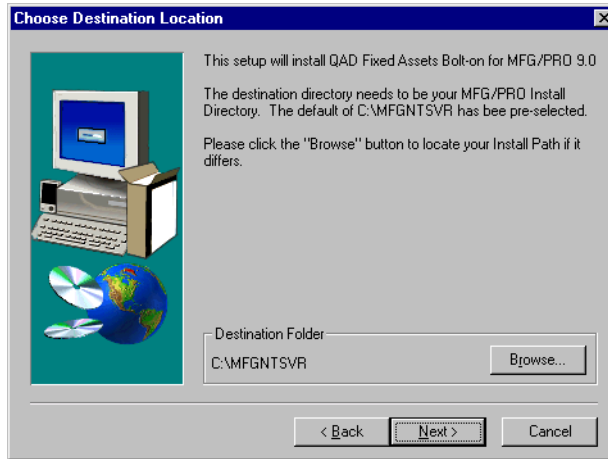 Choose Destination Location
This setup will install QAD Fixed Assets Bolt-on for MFG/PRO 9.0
The destination directory needs to be your MFG/PRO Install
Directory. The default of C:\MFGNTSVR has bee pre-selected.
Please click the "Browse" button to locate your Install Path if it
differs.
Destination Folder
C:\MFGNTSVR
Browse...
< Back
Next >
Cancel